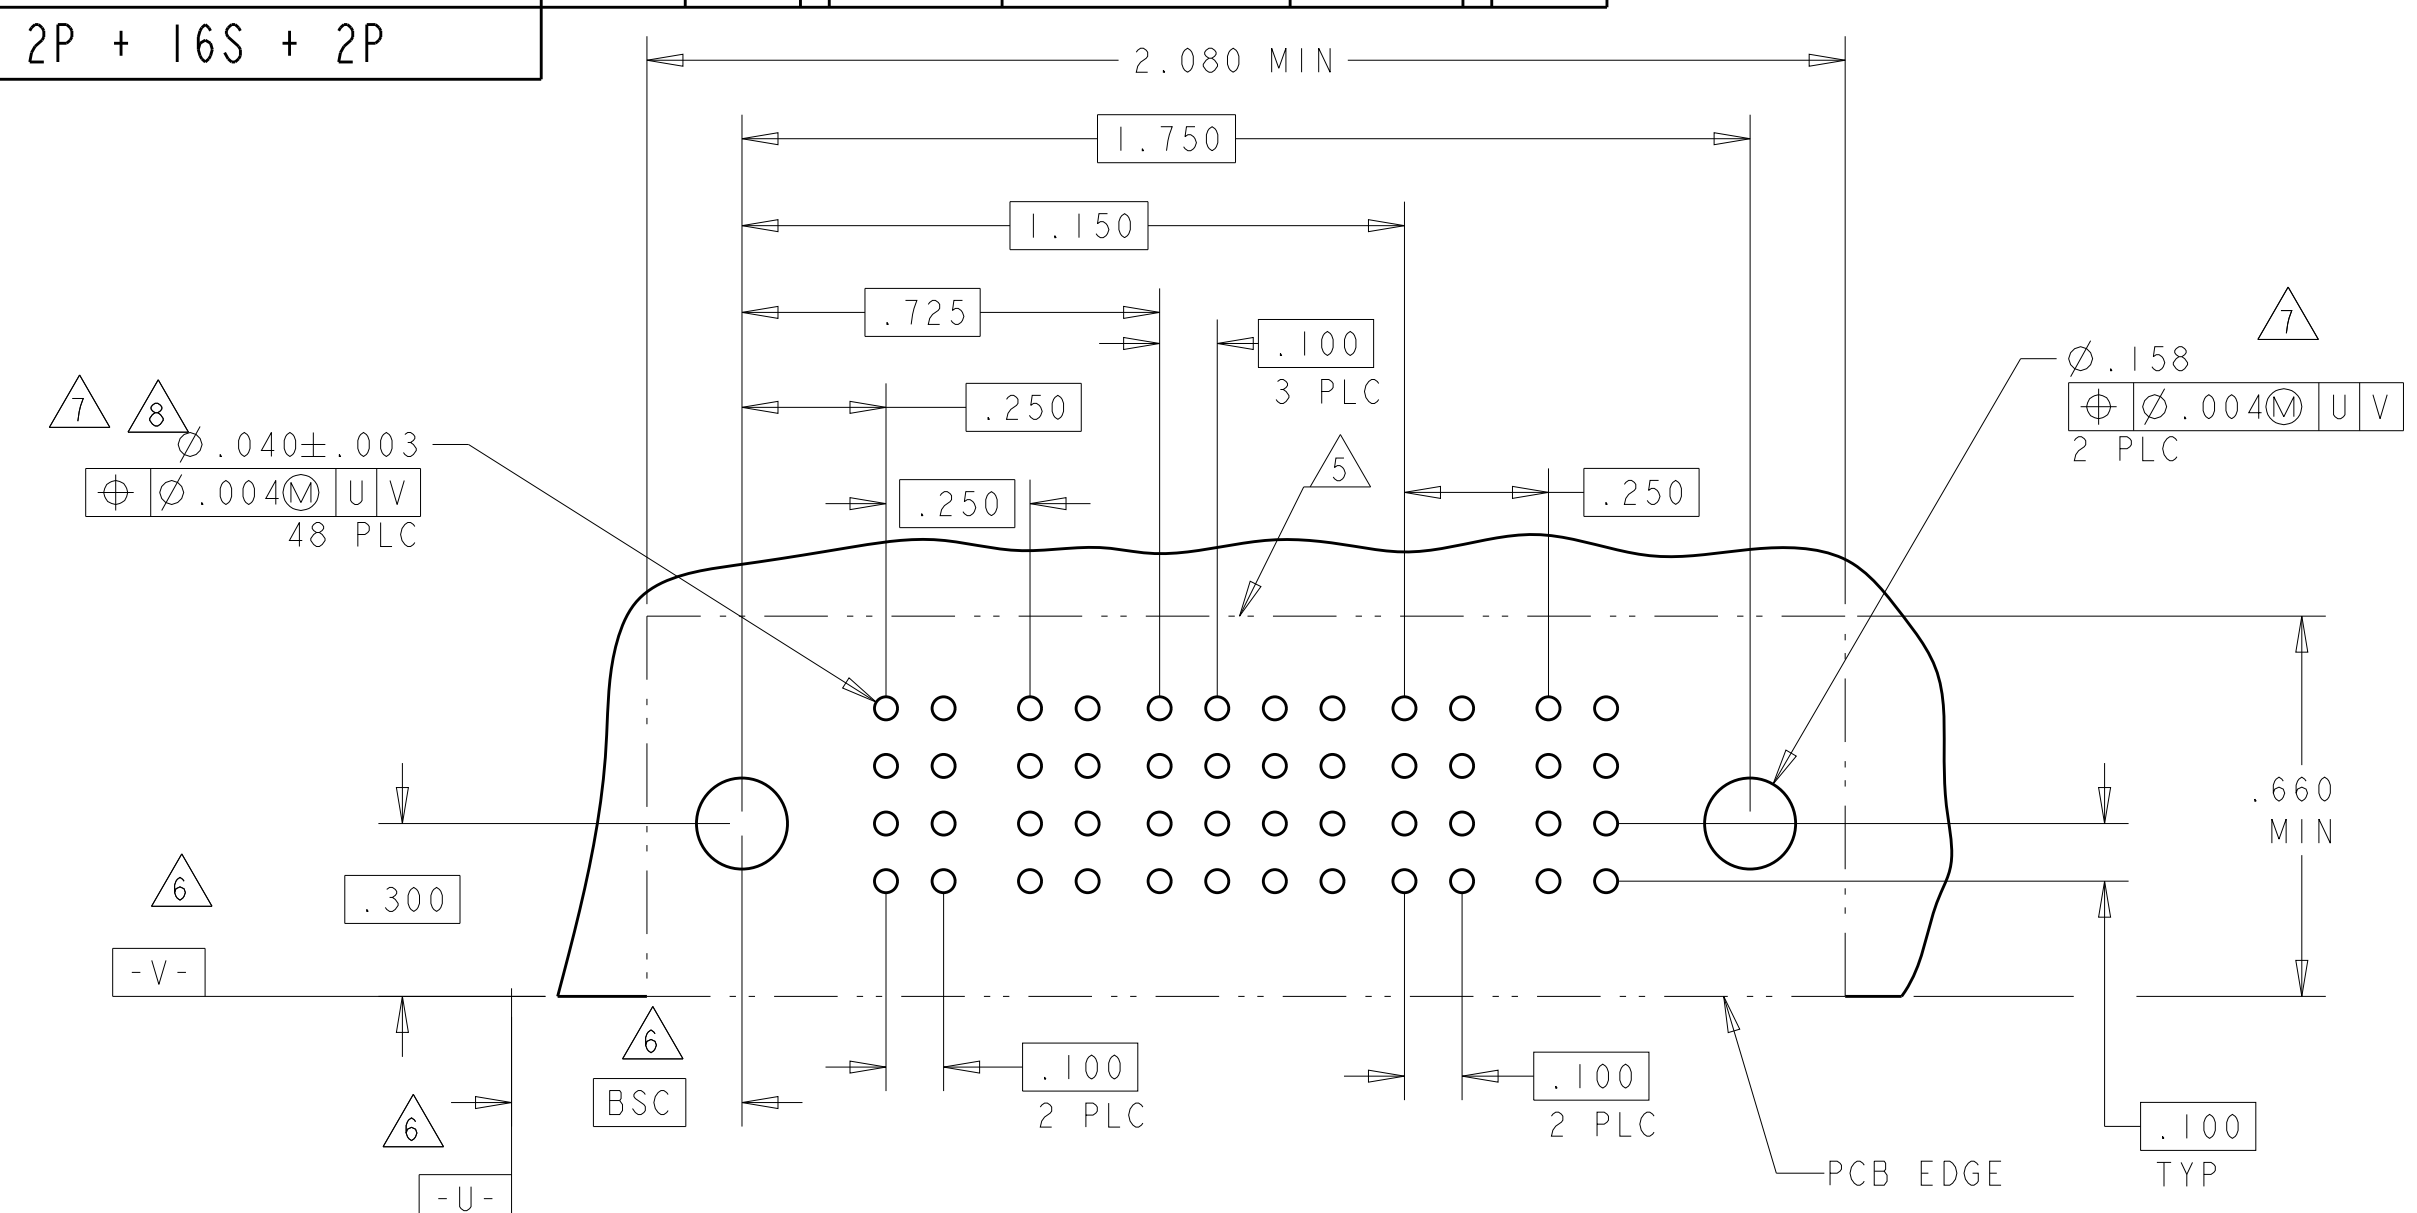 2P + 16S + 2P
2.080 MIN
1.750
1.150
.725
.100
3 PLC
7
Ø.158
⌖ Ø.004Ⓜ U V
2 PLC
.250
7 8
Ø.040±.003
⌖ Ø.004Ⓜ U V
48 PLC
5
.250
.250
.660
MIN
6
.300
-V-
6
BSC
.100
2 PLC
.100
2 PLC
6
-U-
PCB EDGE
.100
TYP